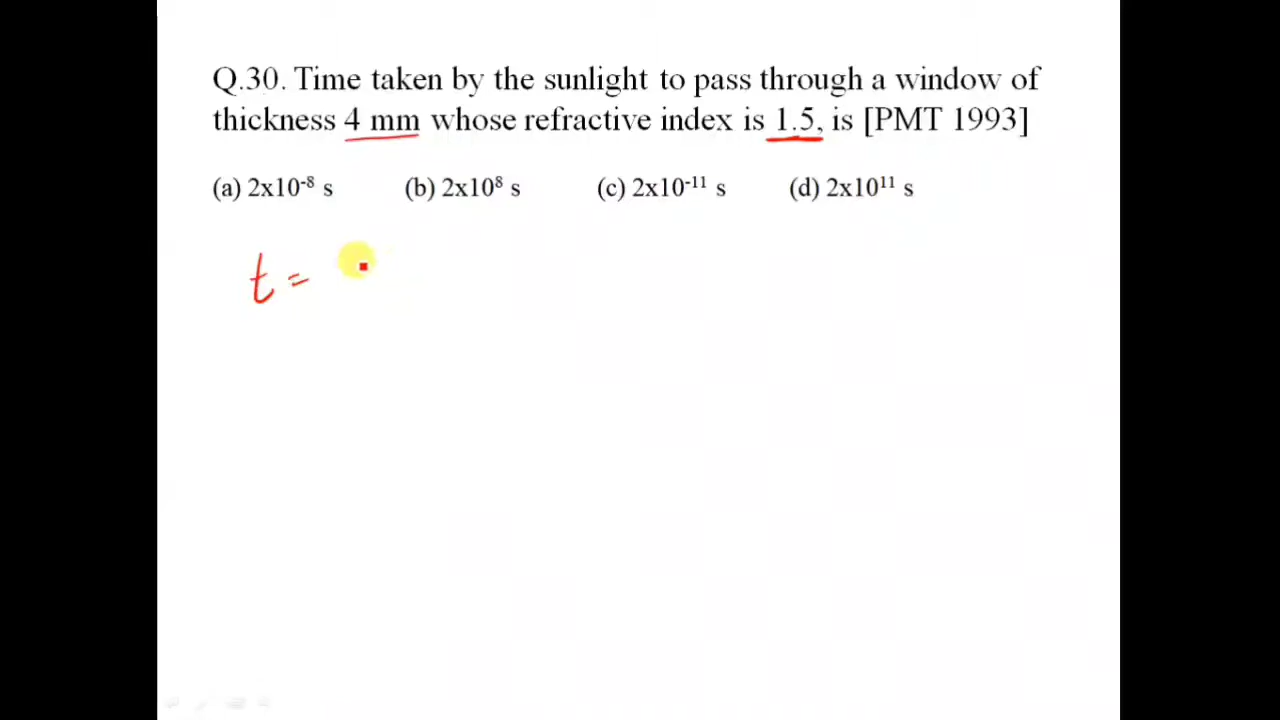 Q.30. Time taken by the sunlight to pass through a window of
thickness 4 mm whose refractive index is 1.5, is [PMT 1993]
(a) 2x10⁻⁸ s (b) 2x10⁸ s (c) 2x10⁻¹¹ s (d) 2x10¹¹ s
t =